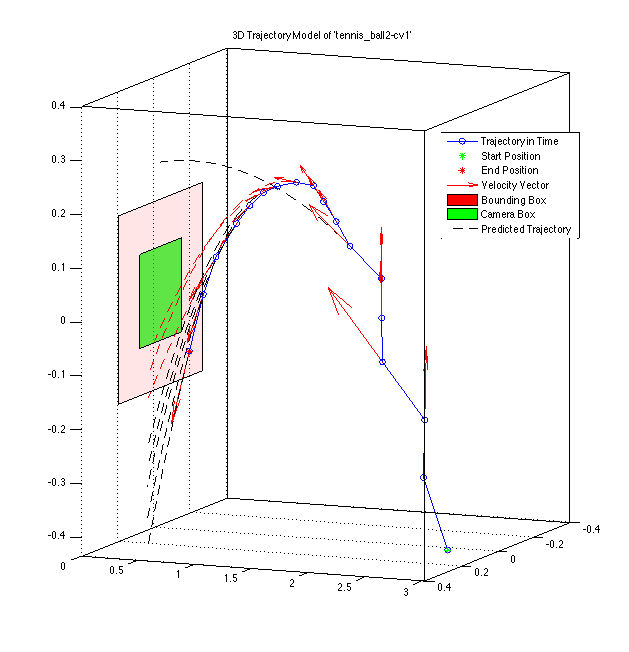 3D Trajectory Model of 'tennis_ball2-cv1'
Trajectory in Time
Start Position
End Position
Velocity Vector
Bounding Box
Camera Box
Predicted Trajectory
0.4
0.3
0.2
0.1
0
-0.1
-0.2
-0.3
-0.4
0
0.5
1
1.5
2
2.5
3
0.4
0.2
0
-0.2
-0.4